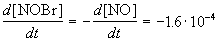 d[NOBr]/dt = - d[NO]/dt = -1.6·10⁻⁴